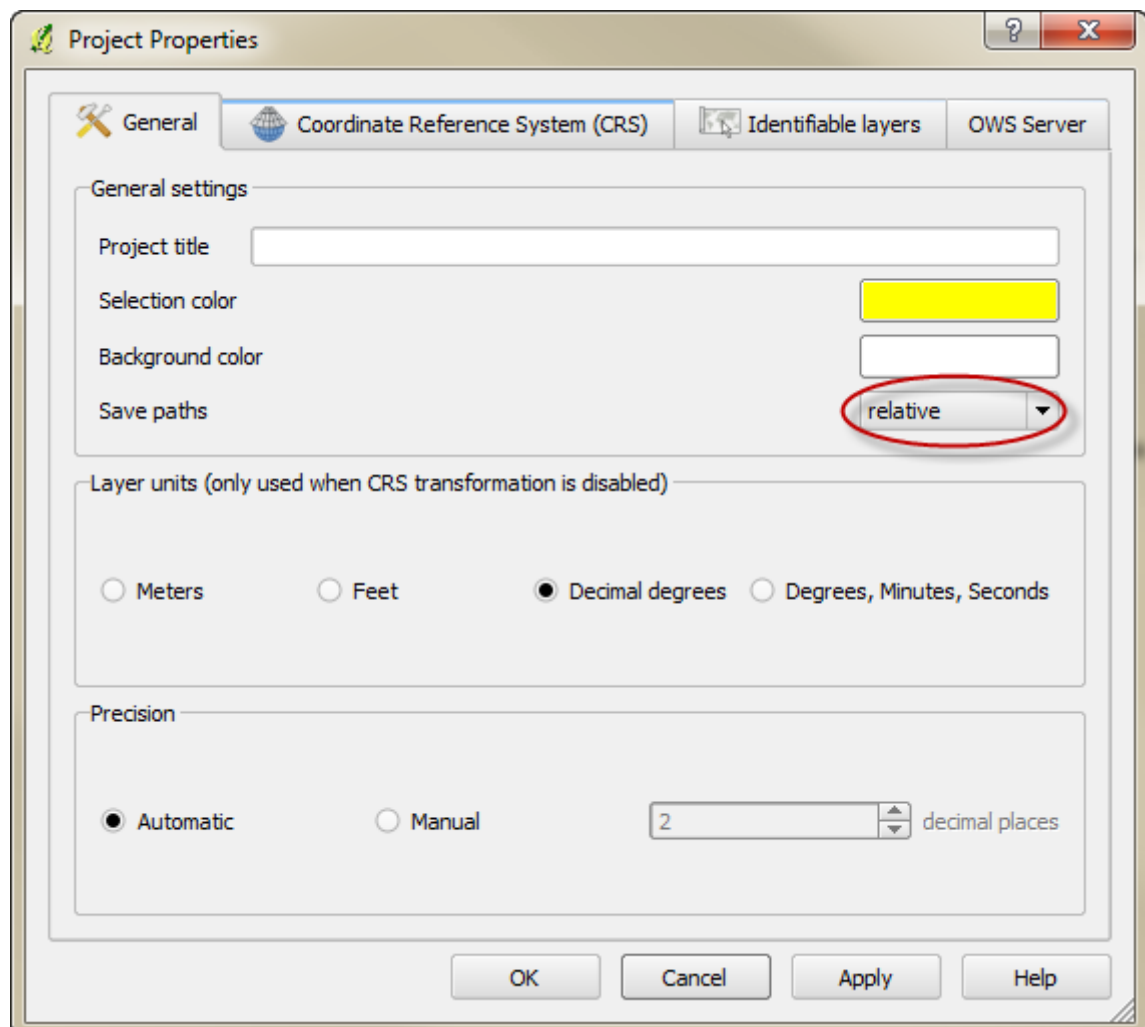 Project Properties
General
Coordinate Reference System (CRS)
Identifiable layers
OWS Server
General settings
Project title
Selection color
Background color
Save paths
relative
Layer units (only used when CRS transformation is disabled)
Meters
Feet
Decimal degrees
Degrees, Minutes, Seconds
Precision
Automatic
Manual
2
decimal places
OK
Cancel
Apply
Help